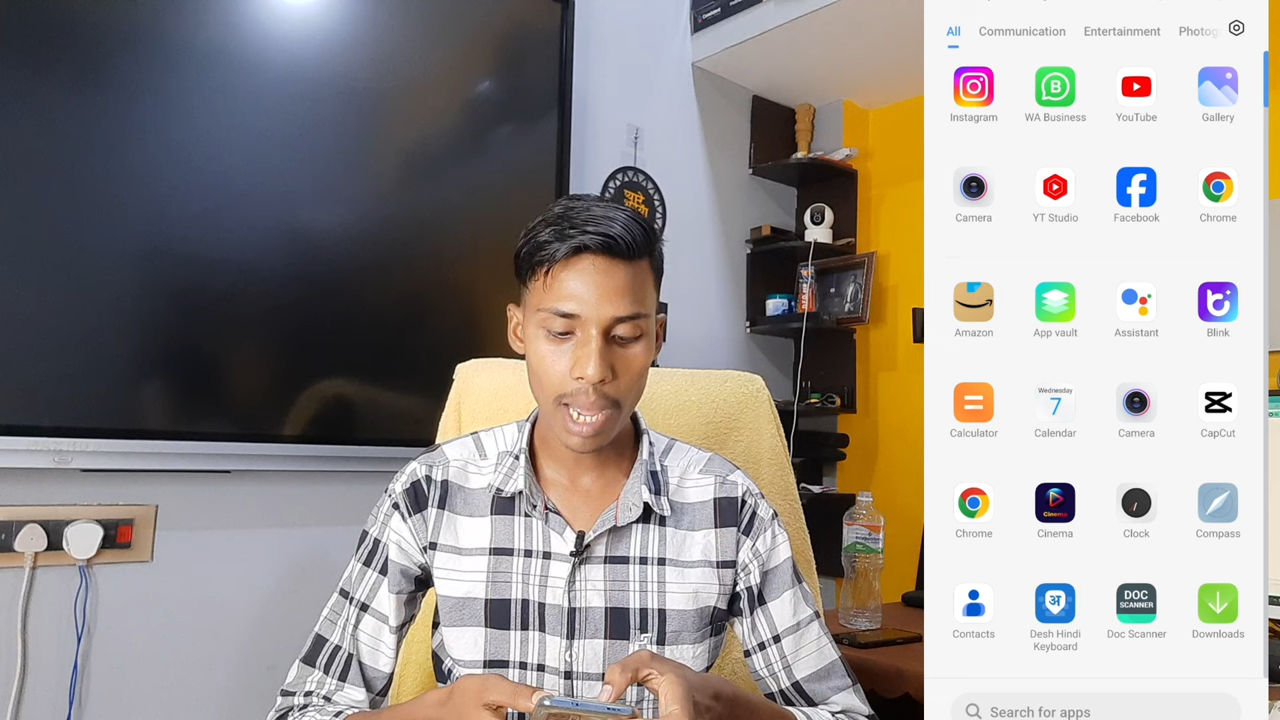 All Communication Entertainment Photog
Instagram WA Business YouTube Gallery
Camera YT Studio Facebook Chrome
Amazon App vault Assistant Blink
Wednesday
7
Calculator Calendar Camera CapCut
Cinema
Chrome Cinema Clock Compass
अ
DOC
SCANNER
Contacts Desh Hindi Doc Scanner Downloads
Keyboard
Search for apps